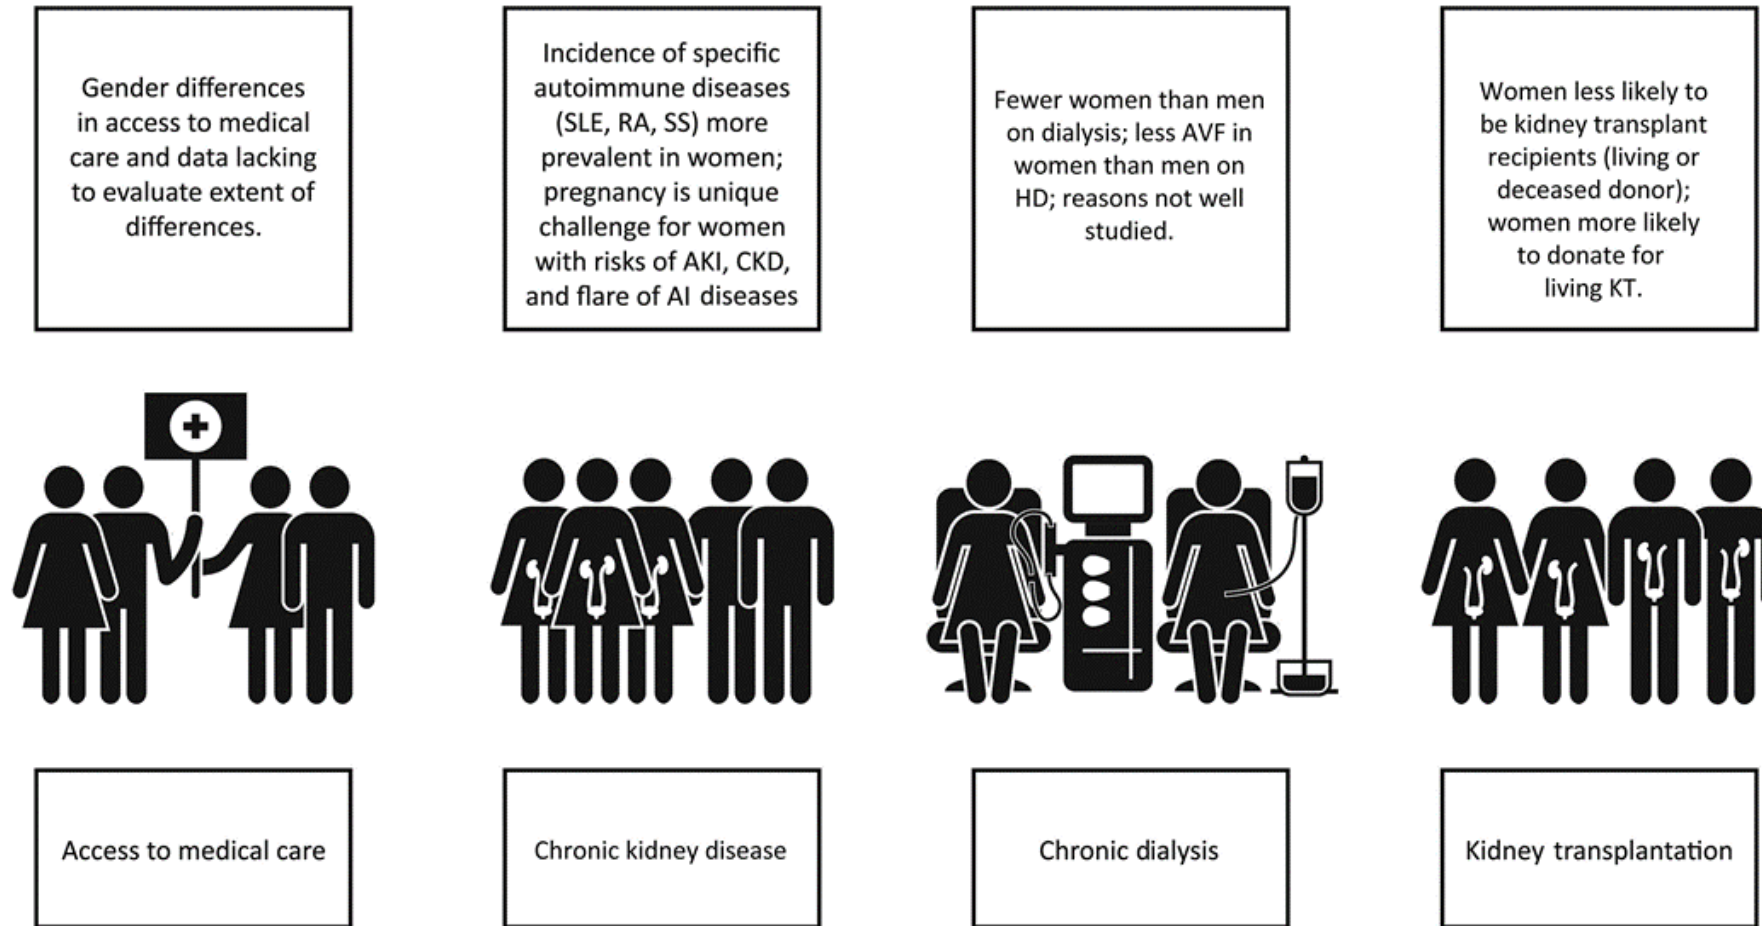 Gender differences
in access to medical
care and data lacking
to evaluate extent of
differences.
Incidence of specific
autoimmune diseases
(SLE, RA, SS) more
prevalent in women;
pregnancy is unique
challenge for women
with risks of AKI, CKD,
and flare of AI diseases
Fewer women than men
on dialysis; less AVF in
women than men on
HD; reasons not well
studied.
Women less likely to
be kidney transplant
recipients (living or
deceased donor);
women more likely
to donate for
living KT.
Access to medical care
Chronic kidney disease
Chronic dialysis
Kidney transplantation